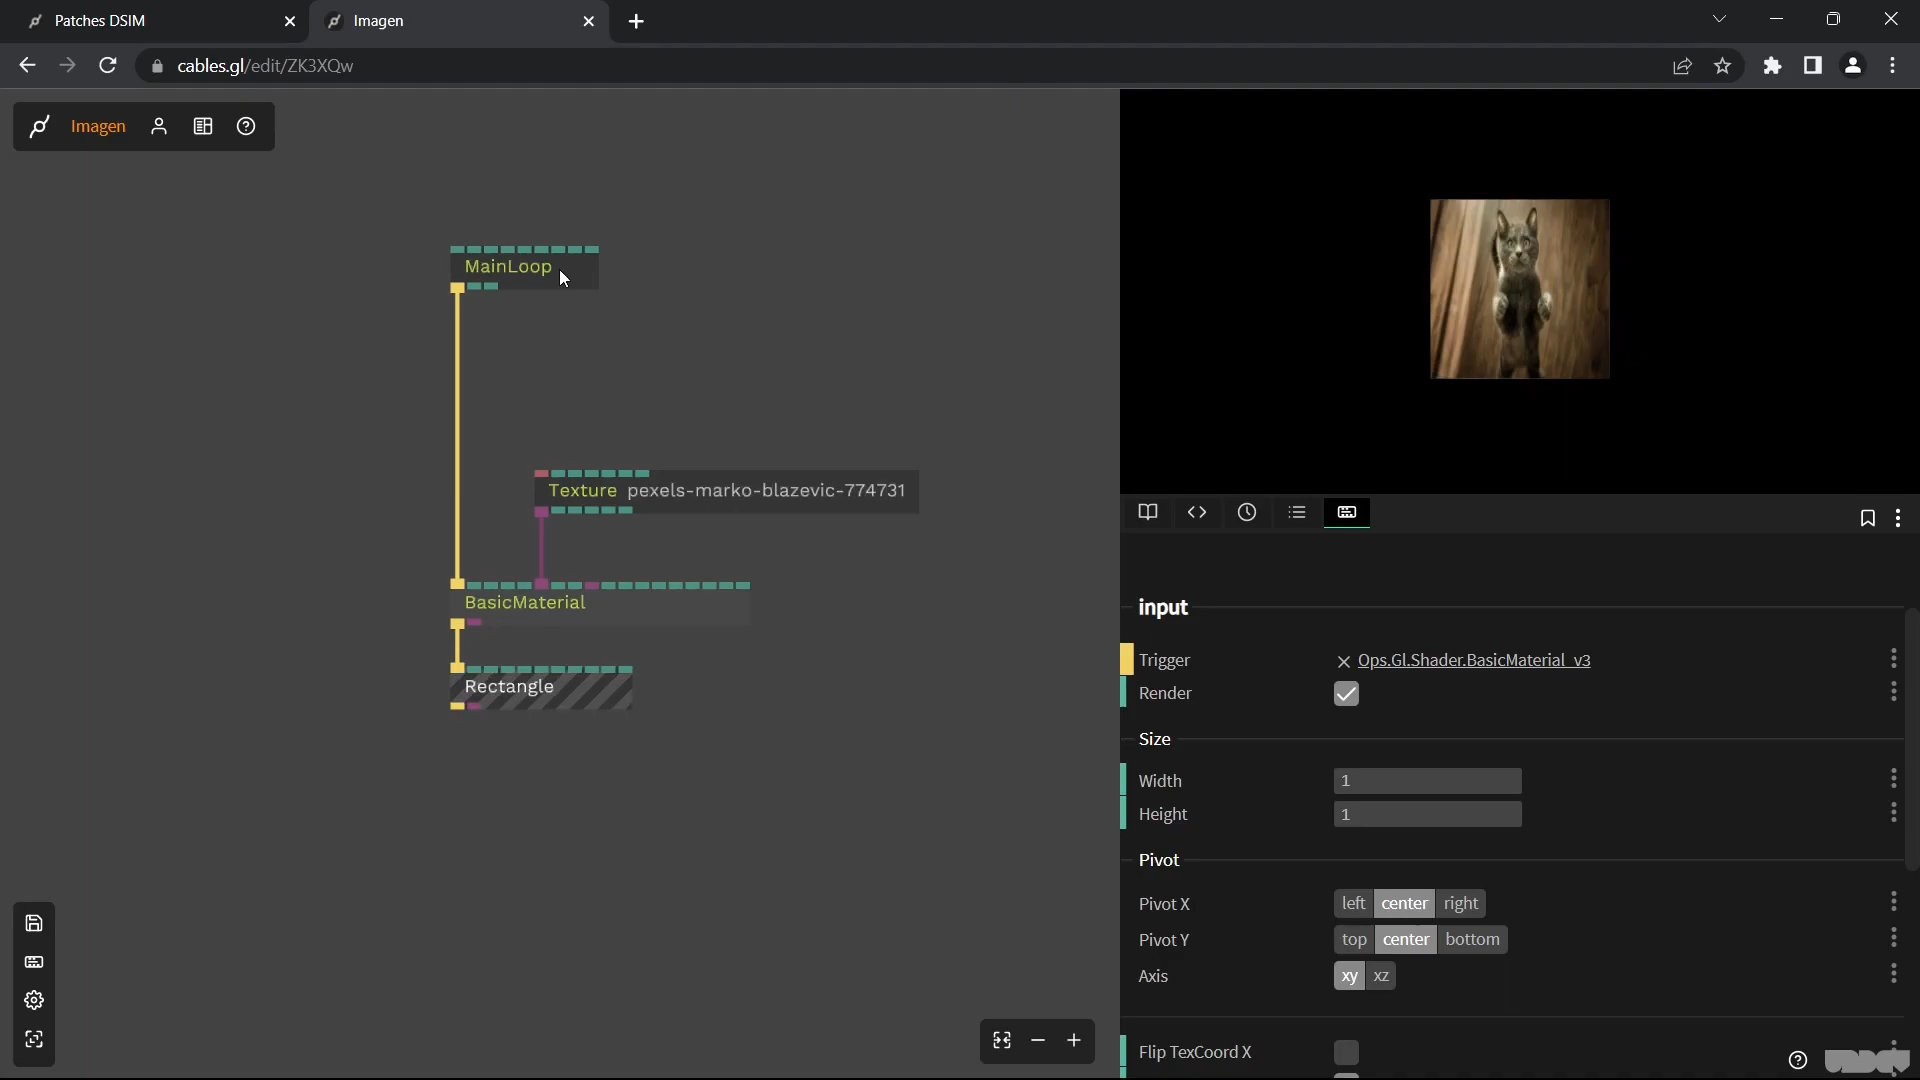 Patches DSIM
Imagen
cables.gl/edit/ZK3XQw
Imagen
MainLoop
Texture pexels-marko-blazevic-774731
BasicMaterial
Rectangle
input
Trigger Ops.Gl.Shader.BasicMaterial_v3
Render
Size
Width 1
Height 1
Pivot
Pivot X left center right
Pivot Y top center bottom
Axis xy xz
Flip TexCoord X